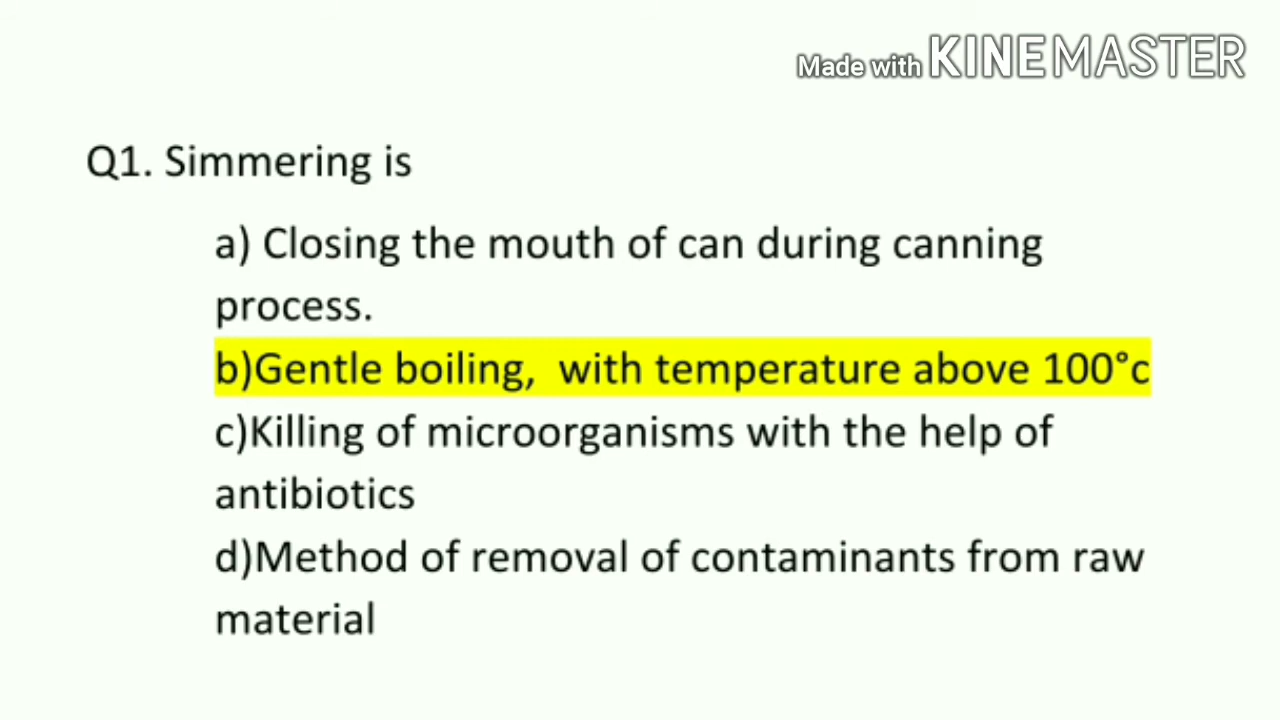 Made with KINEMASTER
Q1. Simmering is
a) Closing the mouth of can during canning
process.
b)Gentle boiling,  with temperature above 100°c
c)Killing of microorganisms with the help of
antibiotics
d)Method of removal of contaminants from raw
material